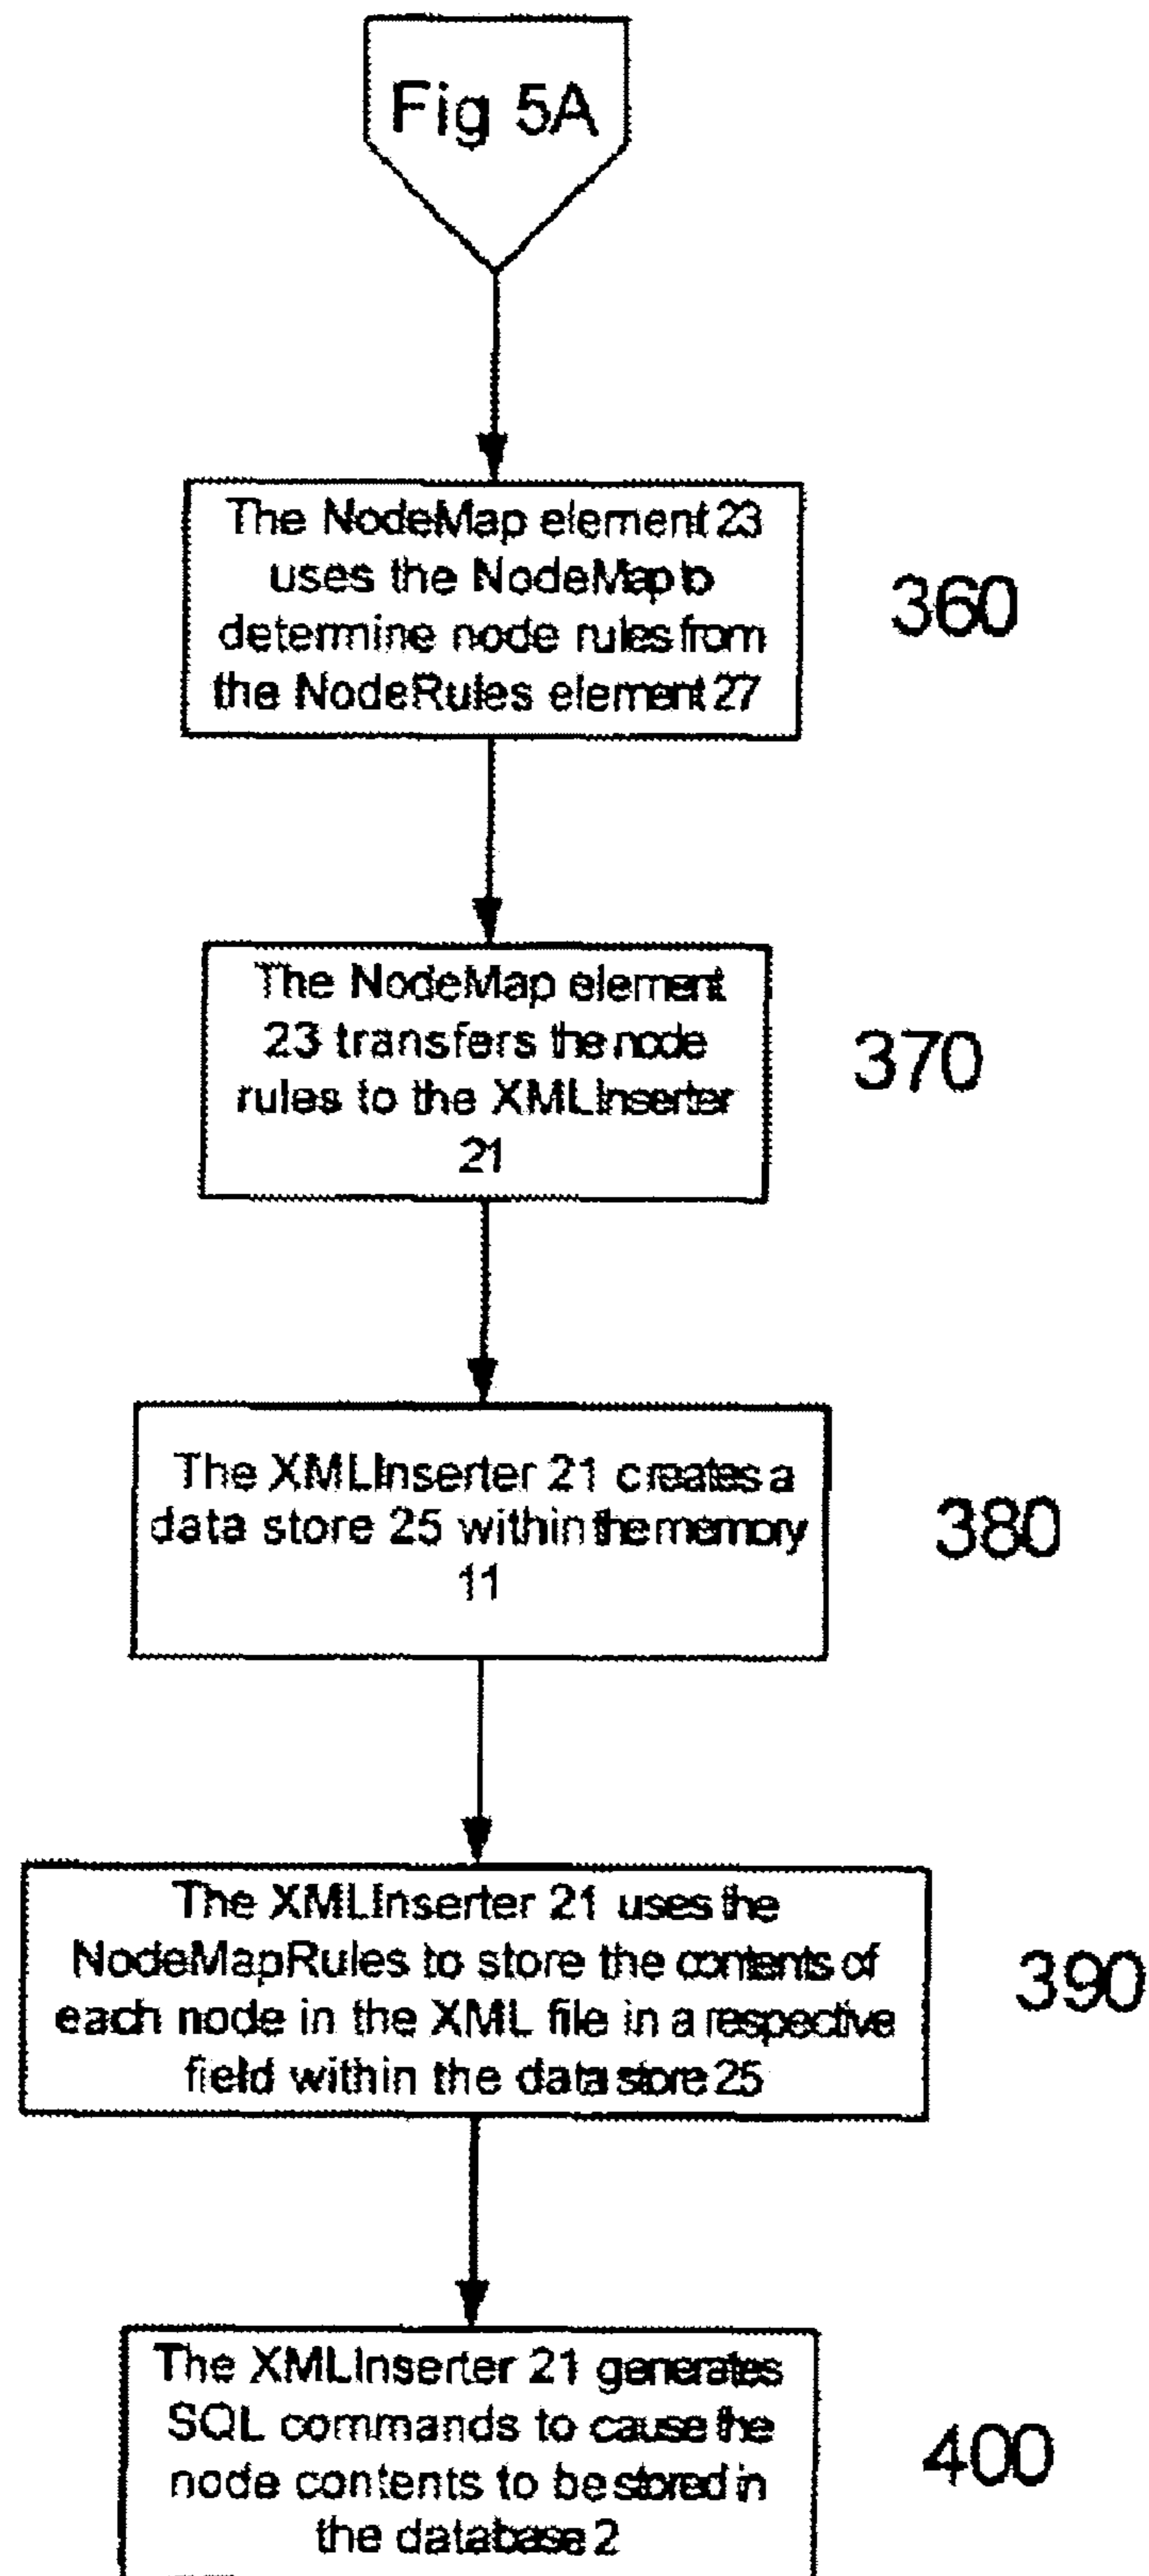 Fig 5A
The NodeMap element 23
uses the NodeMap to
determine node rules from
the NodeRules element 27
360
The NodeMap element
23 transfers the node
rules to the XMLInserter
21
370
The XMLInserter 21 creates a
data store 25 within the memory
11
380
The XMLInserter 21 uses the
NodeMapRules to store the contents of
each node in the XML file in a respective
field within the data store 25
390
The XMLInserter 21 generates
SQL commands to cause the
node contents to be stored in
the database 2
400